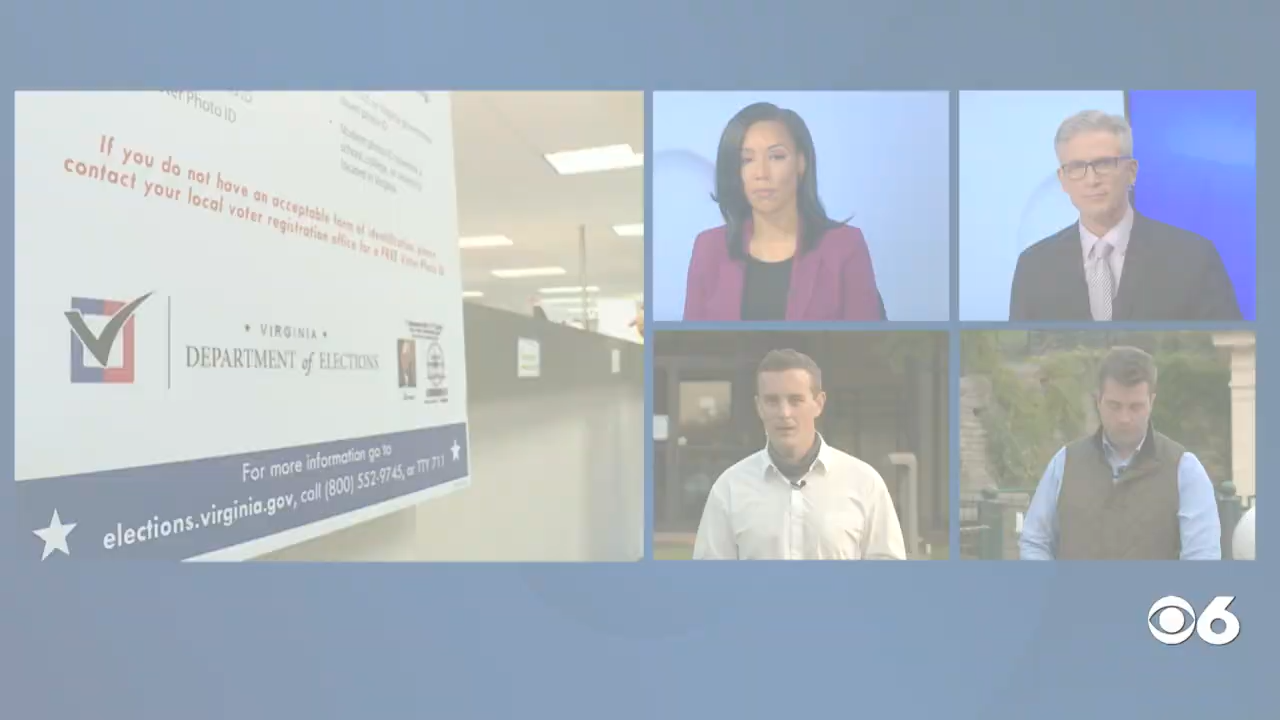 Photo ID
If you do not have an acceptable form of identification please
contact your local voter registration office for a FREE Voter Photo ID
VIRGINIA
DEPARTMENT of ELECTIONS
For more information go to
elections.virginia.gov, call (800) 552-9745, or TTY 711
6